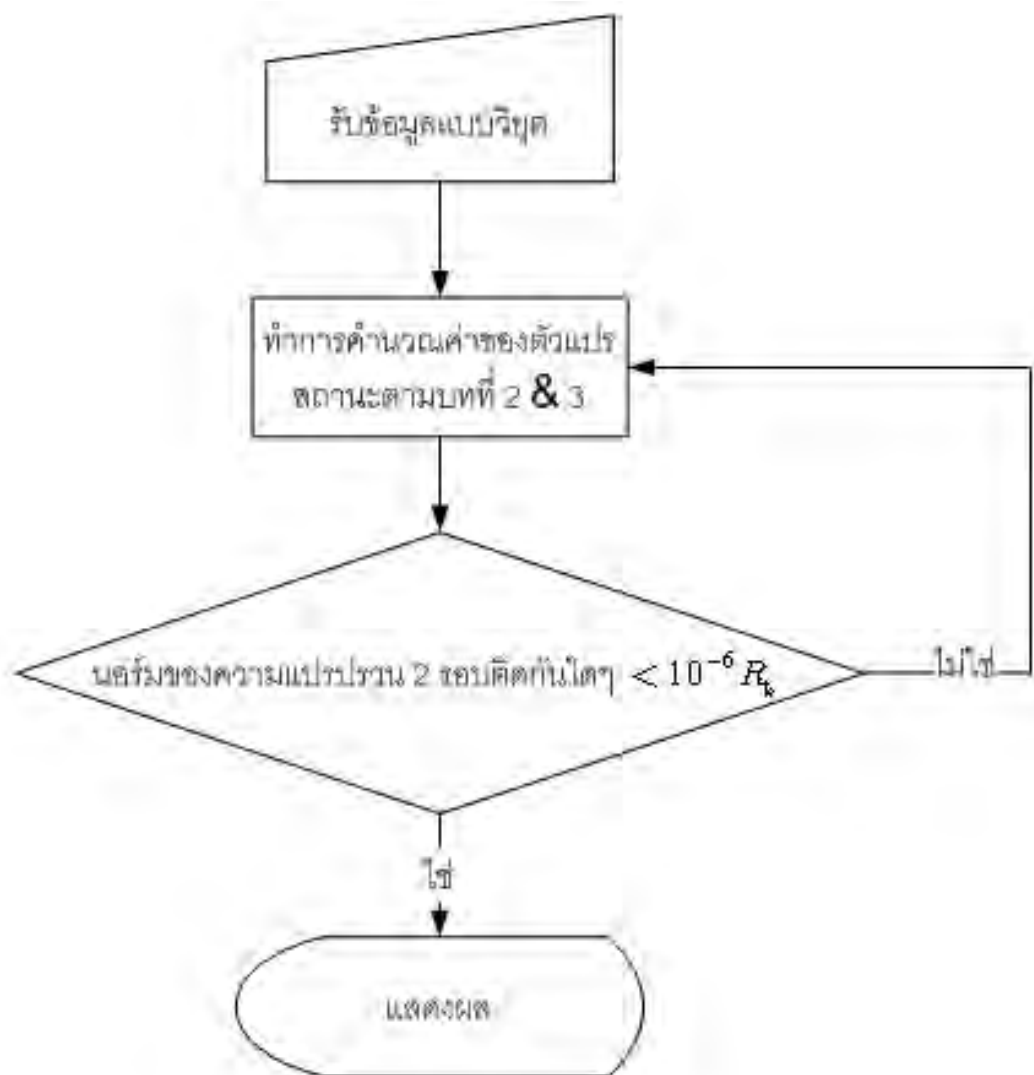 รับข้อมูลแบบวิยุต
ทำการคำนวณค่าของตัวแปร
สถานะตามบทที่ 2 & 3
นอร์มของความแปรปรวน 2 รอบติดกันใดๆ < 10⁻⁶ Rₖ
ไม่ใช่
ใช่
แสดงผล